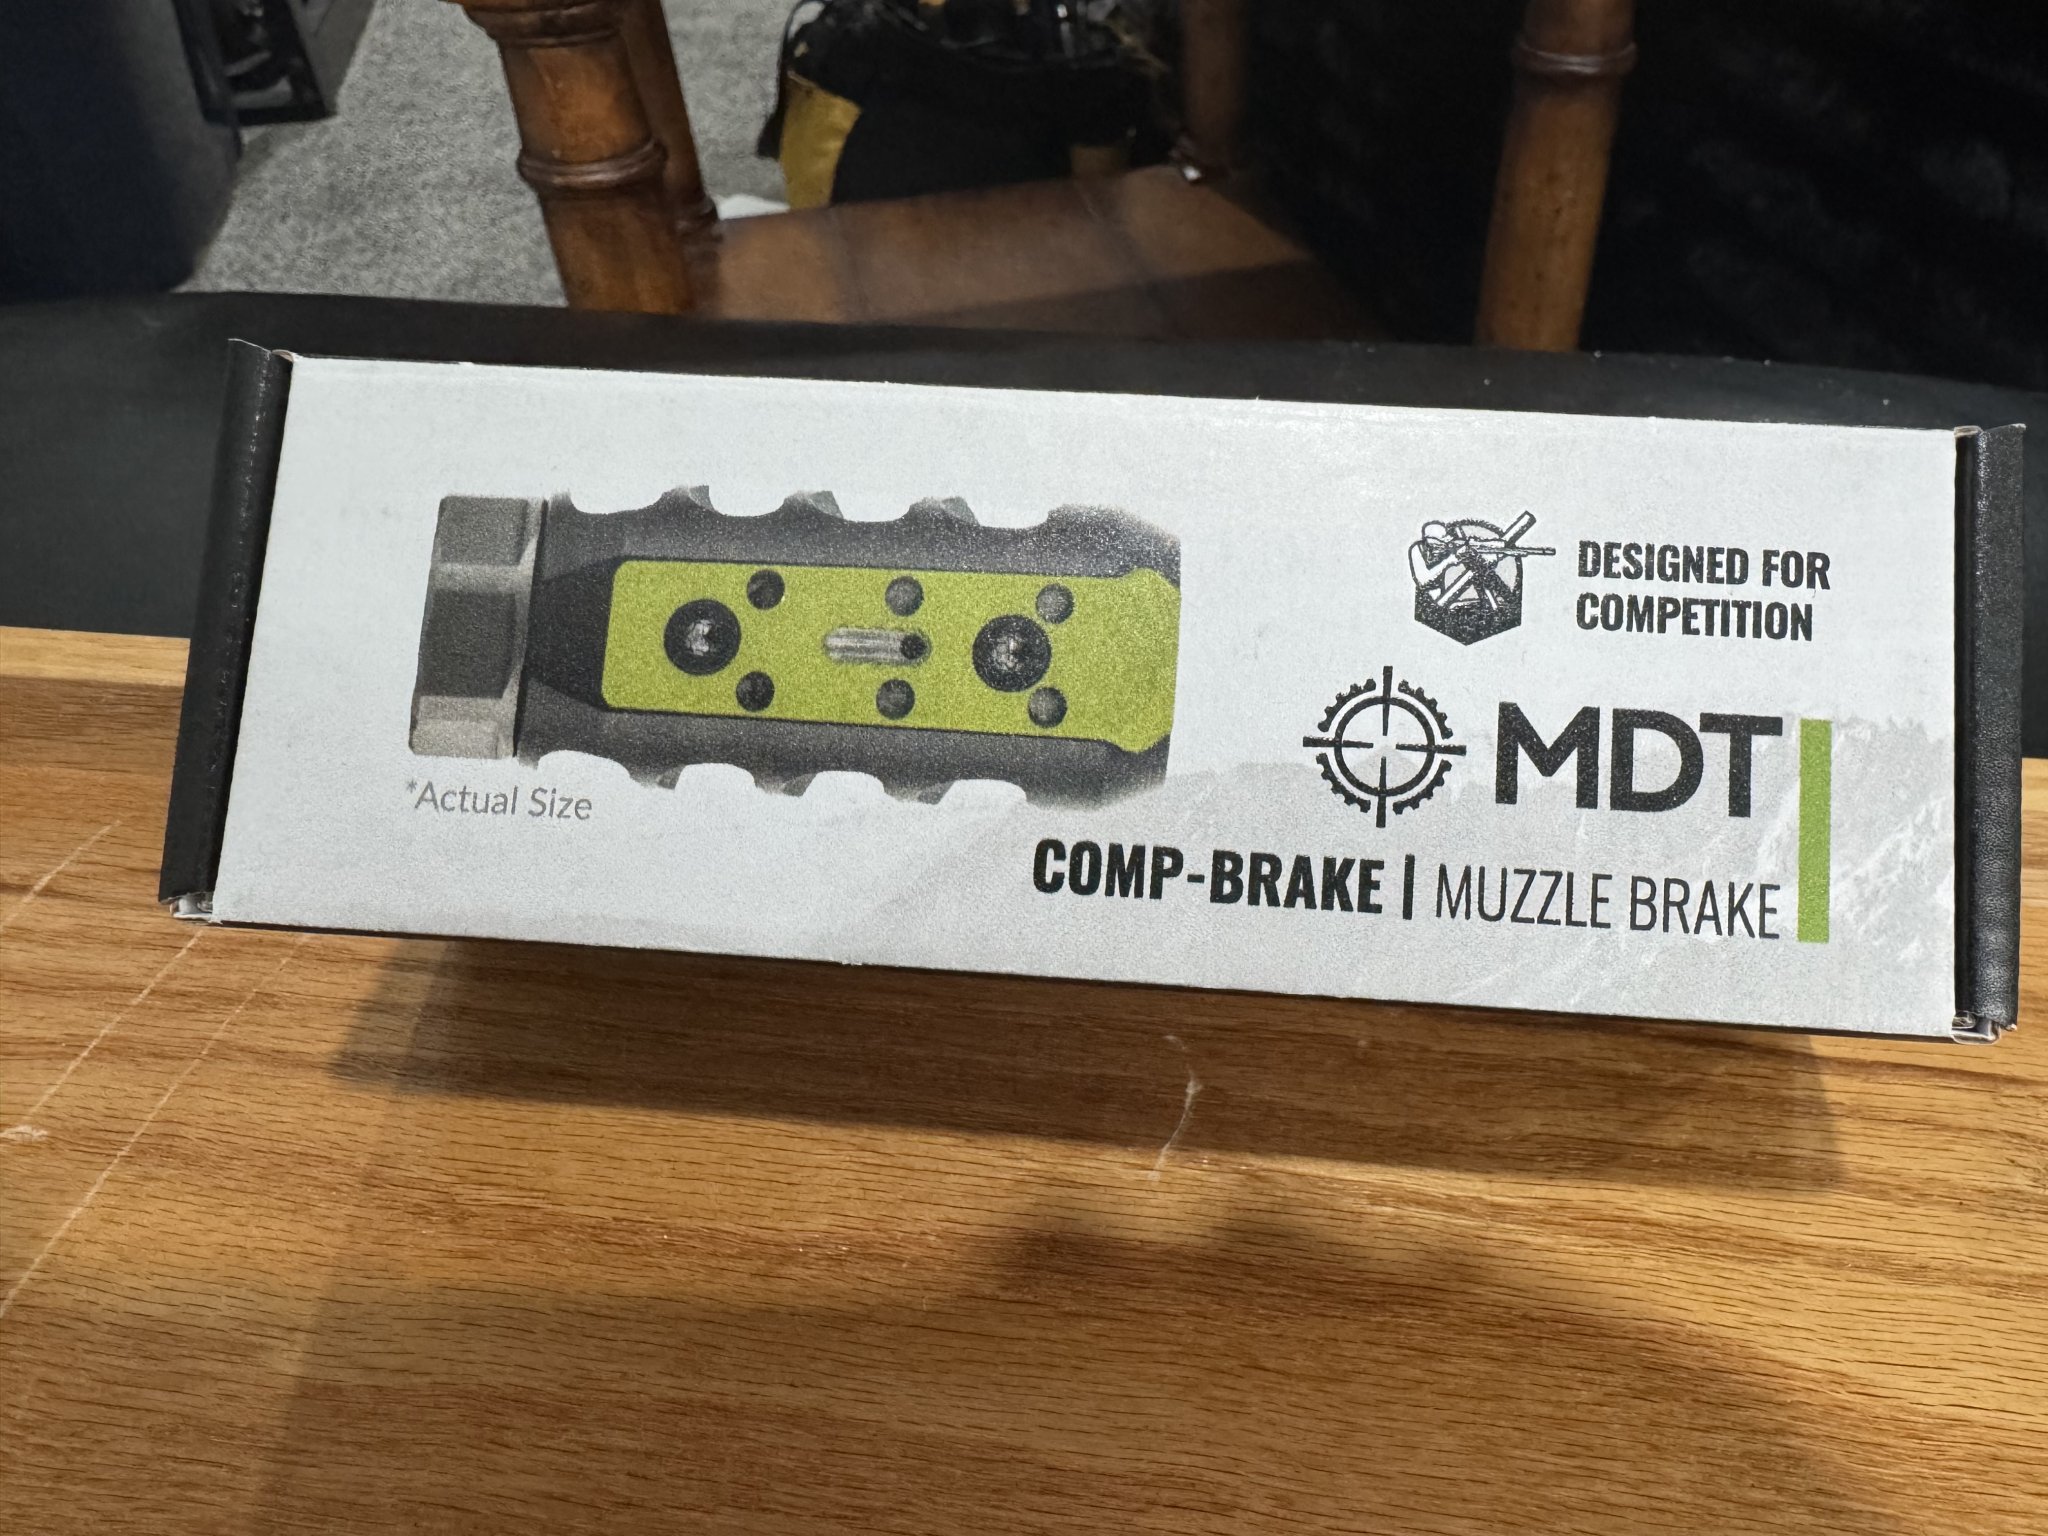 DESIGNED FOR
COMPETITION
MDT
*Actual Size
COMP-BRAKE | MUZZLE BRAKE